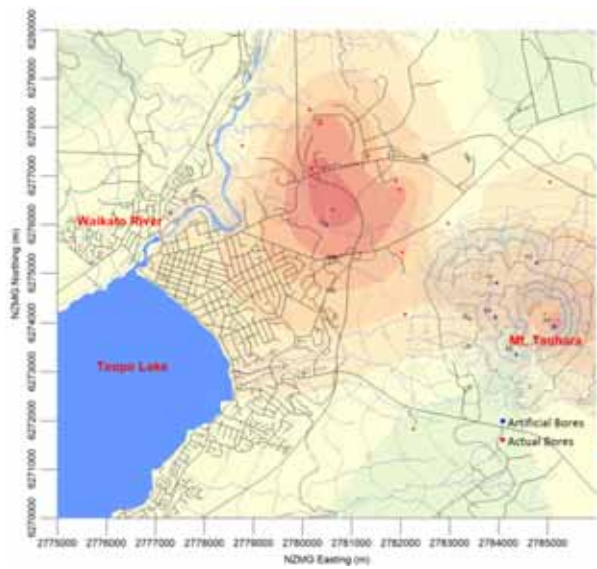 6280000
6279000
6278000
6277000
6276000
6275000
6274000
6273000
6272000
6271000
6270000
NZMG Northing (m)
Waikato River
Taupo Lake
Mt. Tauhara
Artificial Bores
Actual Bores
2775000 2776000 2777000 2778000 2779000 2780000 2781000 2782000 2783000 2784000 2785000
NZMG Easting (m)